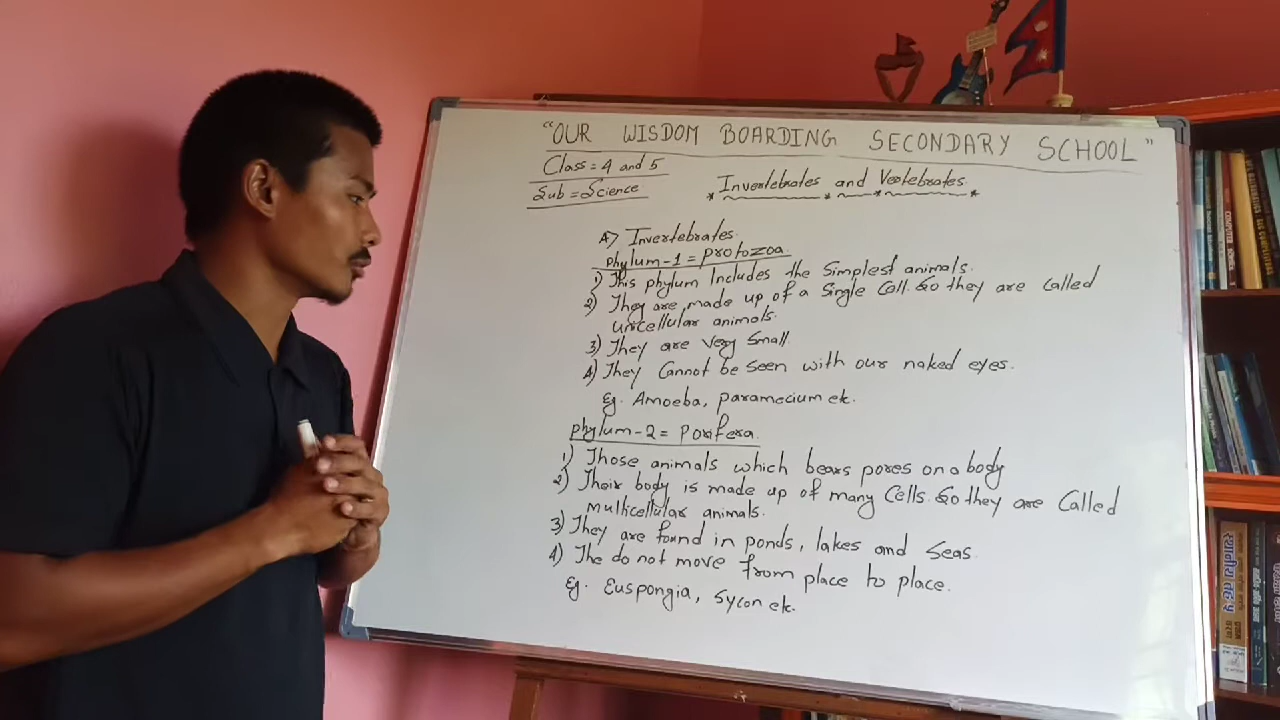 "OUR WISDOM BOARDING SECONDARY SCHOOL"
Class = 4 and 5
Sub = Science
* Invertebrates and Vertebrates *
A) Invertebrates.
Phylum-1 = Protozoa.
1) This phylum Includes the Simplest animals.
2) They are made up of a Single Cell. So they are called
unicellular animals.
3) They are Very Small.
4) They Cannot be Seen with our naked eyes.
Eg. Amoeba, paramecium etc.
Phylum-2 = Porifera.
1) Those animals which bears pores on a body
2) Their body is made up of many Cells. So they are Called
multicellular animals.
3) They are found in ponds, lakes and Seas.
4) The do not move from place to place.
Eg. Euspongia, Sycon etc.